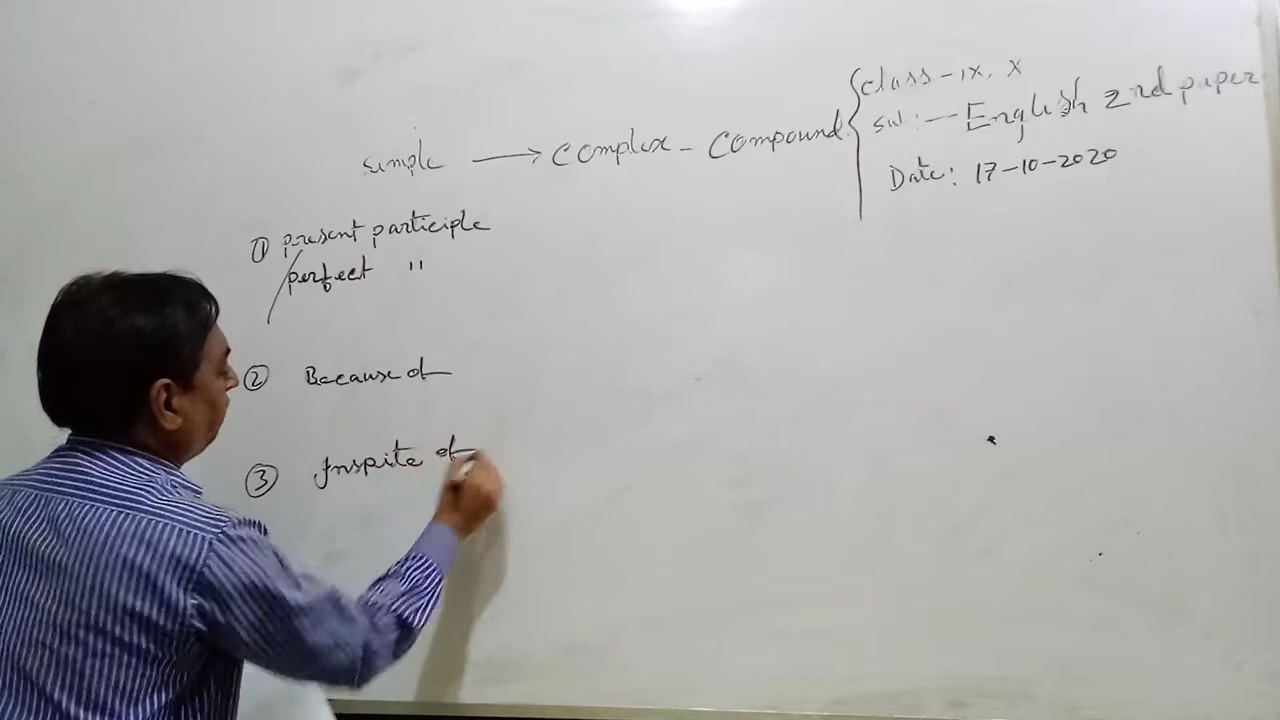 Class - IX, X
Sub: - English 2nd paper
Date: 17-10-2020
simple → complex - compound
① present participle
perfect "
② Because of
③ Inspite of